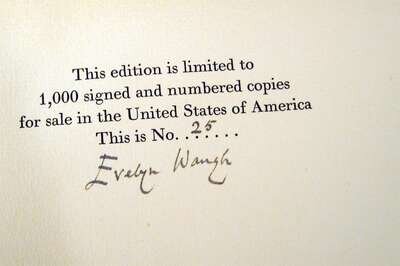 This edition is limited to
1,000 signed and numbered copies
for sale in the United States of America
This is No. . 25 . . . .
Evelyn Waugh